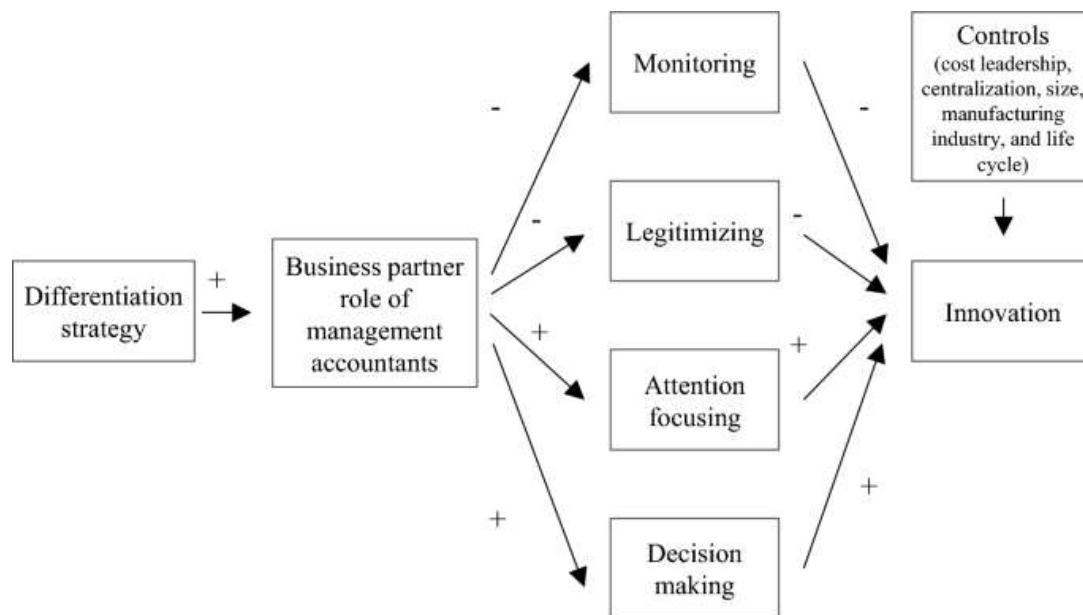 Differentiation
strategy
+
Business partner
role of
management
accountants
-
-
+
+
Monitoring
Legitimizing
Attention
focusing
Decision
making
-
-
+
+
Controls
(cost leadership,
centralization, size,
manufacturing
industry, and life
cycle)
Innovation